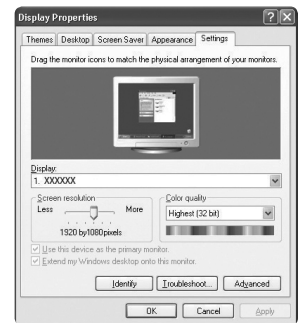 Display Properties
Themes Desktop Screen Saver Appearance Settings
Drag the monitor icons to match the physical arrangement of your monitors.
Display:
1. XXXXXX
Screen resolution
Less More
1920 by1080pixels
Color quality
Highest (32 bit)
Use this device as the primary monitor.
Extend my Windows desktop onto this monitor.
Identify Troubleshoot... Advanced
OK Cancel Apply